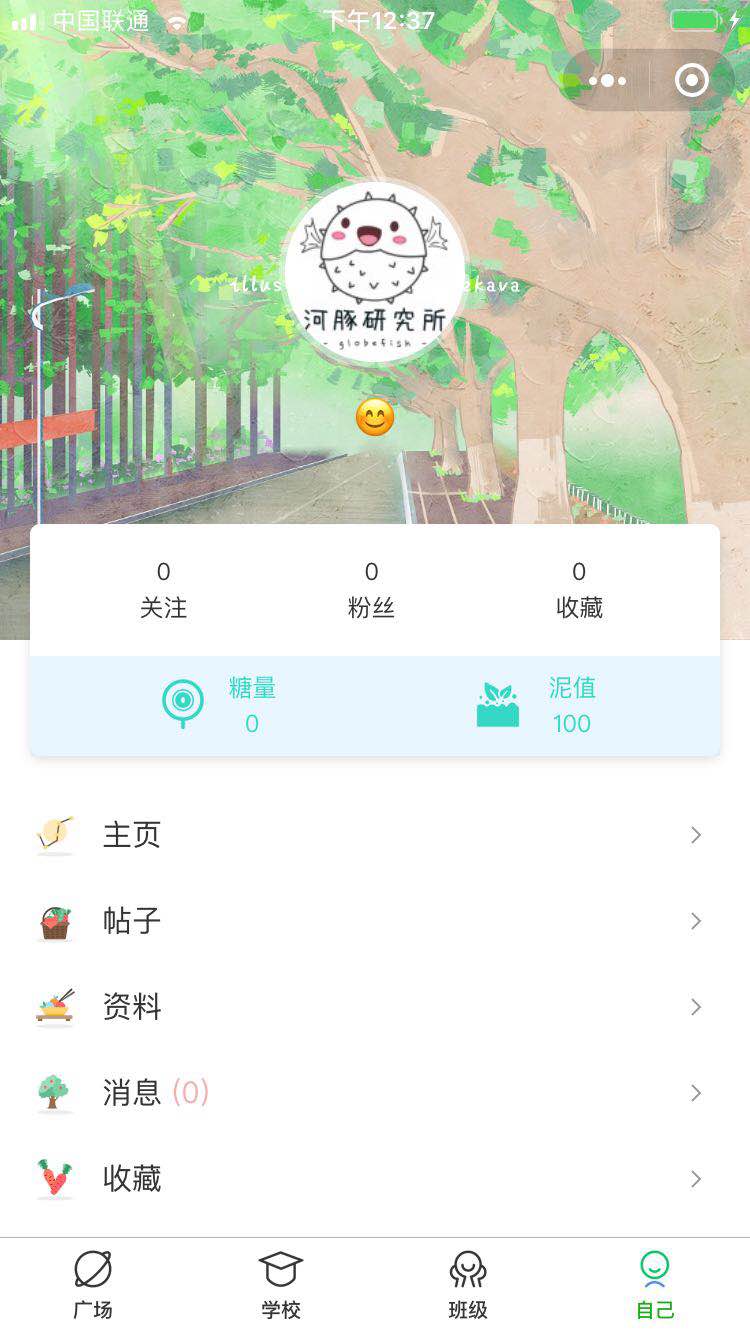 中国联通 下午12:37
illus
ekava
河豚研究所
- globefish -
0 0 0
关注 粉丝 收藏
糖量 泥值
0 100
主页
帖子
资料
消息 (0)
收藏
广场 学校 班级 自己